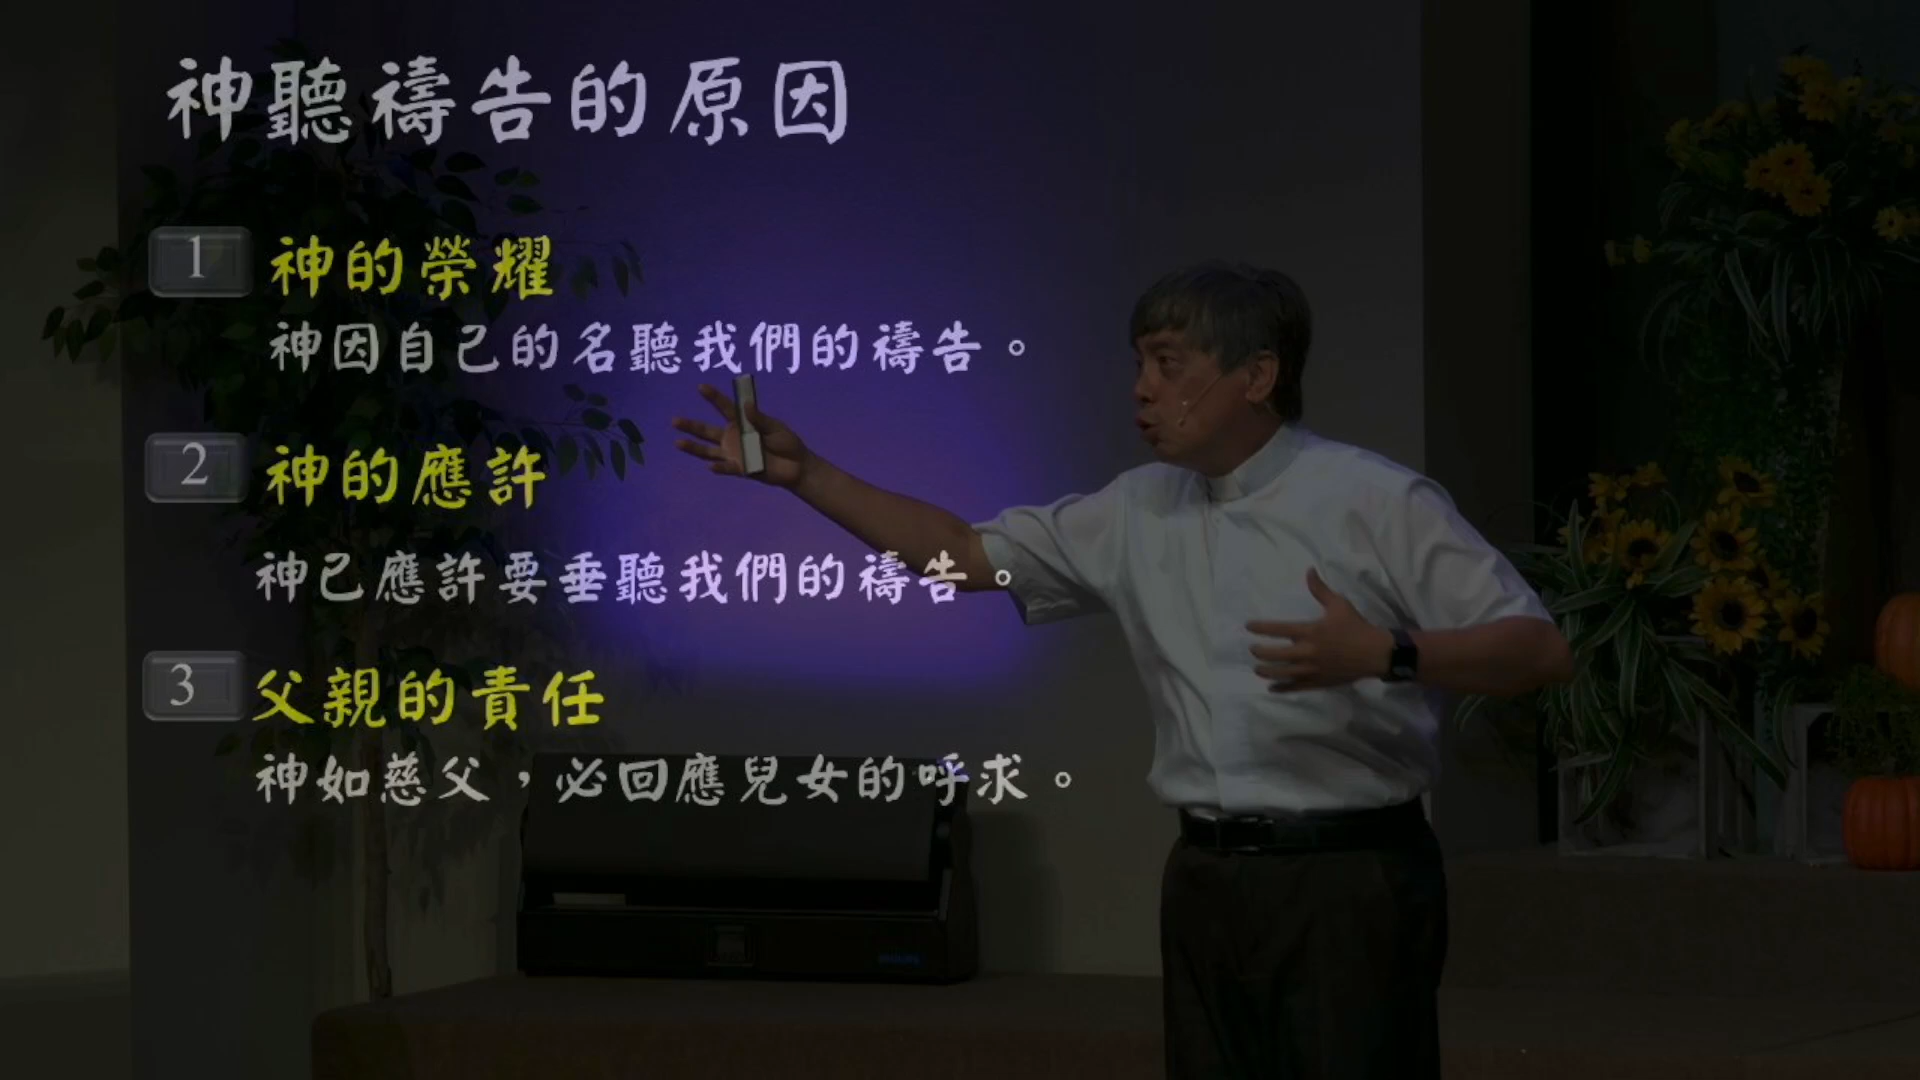 神聽禱告的原因
1 神的榮耀
神因自己的名聽我們的禱告。
2 神的應許
神已應許要垂聽我們的禱告。
3 父親的責任
神如慈父，必回應兒女的呼求。
PHILIPS